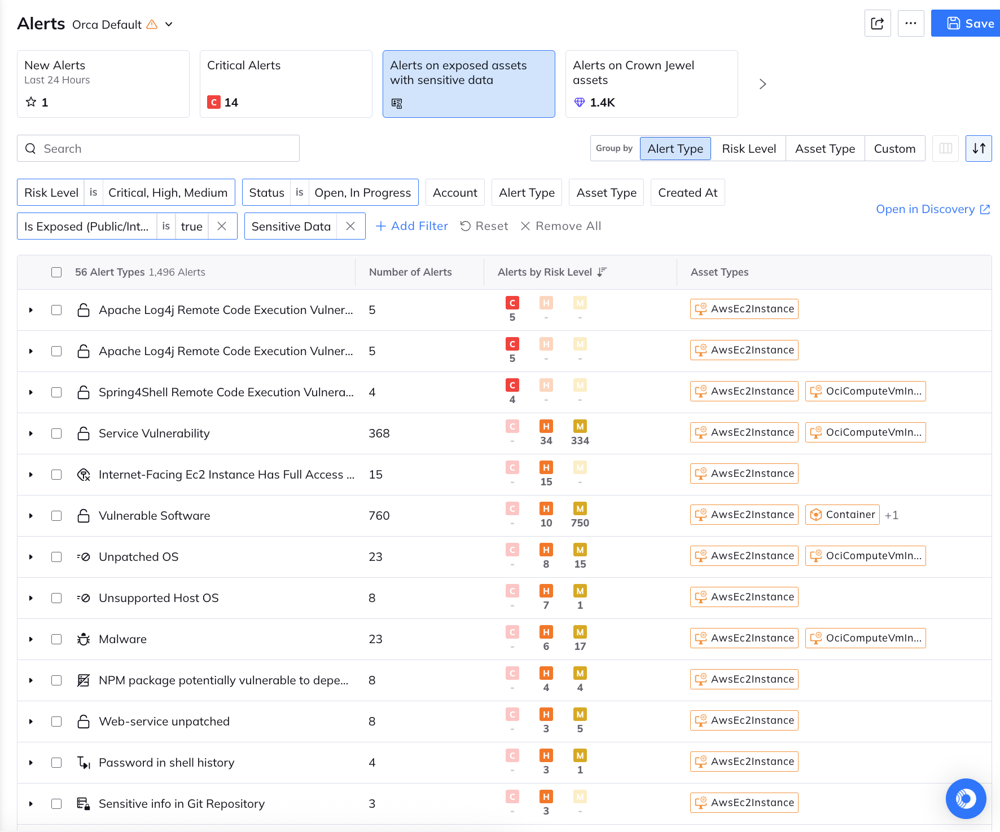 Alerts Orca Default
Save
New Alerts
Last 24 Hours
1
Critical Alerts
C 14
Alerts on exposed assets
with sensitive data
Alerts on Crown Jewel
assets
1.4K
Search
Group by Alert Type Risk Level Asset Type Custom
Risk Level is Critical, High, Medium Status is Open, In Progress Account Alert Type Asset Type Created At
Open in Discovery
Is Exposed (Public/Int... is true Sensitive Data Add Filter Reset Remove All
56 Alert Types 1,496 Alerts Number of Alerts Alerts by Risk Level Asset Types
Apache Log4j Remote Code Execution Vulner... 5 C H M AwsEc2Instance
5 - -
Apache Log4j Remote Code Execution Vulner... 5 C H M AwsEc2Instance
5 - -
Spring4Shell Remote Code Execution Vulnera... 4 C H M AwsEc2Instance OciComputeVmIn...
4 - -
Service Vulnerability 368 C H M AwsEc2Instance OciComputeVmIn...
- 34 334
Internet-Facing Ec2 Instance Has Full Access ... 15 C H M AwsEc2Instance
- 15 -
Vulnerable Software 760 C H M AwsEc2Instance Container +1
- 10 750
Unpatched OS 23 C H M AwsEc2Instance OciComputeVmIn...
- 8 15
Unsupported Host OS 8 C H M AwsEc2Instance
- 7 1
Malware 23 C H M AwsEc2Instance OciComputeVmIn...
- 6 17
NPM package potentially vulnerable to depe... 8 C H M AwsEc2Instance
- 4 4
Web-service unpatched 8 C H M AwsEc2Instance
- 3 5
Password in shell history 4 C H M AwsEc2Instance
- 3 1
Sensitive info in Git Repository 3 C H M AwsEc2Instance
- 3 -